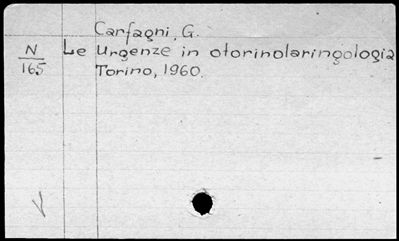 Carfagni, G.
N
165
Le Urgenze in otorinolaringologia
Torino, 1960.
V